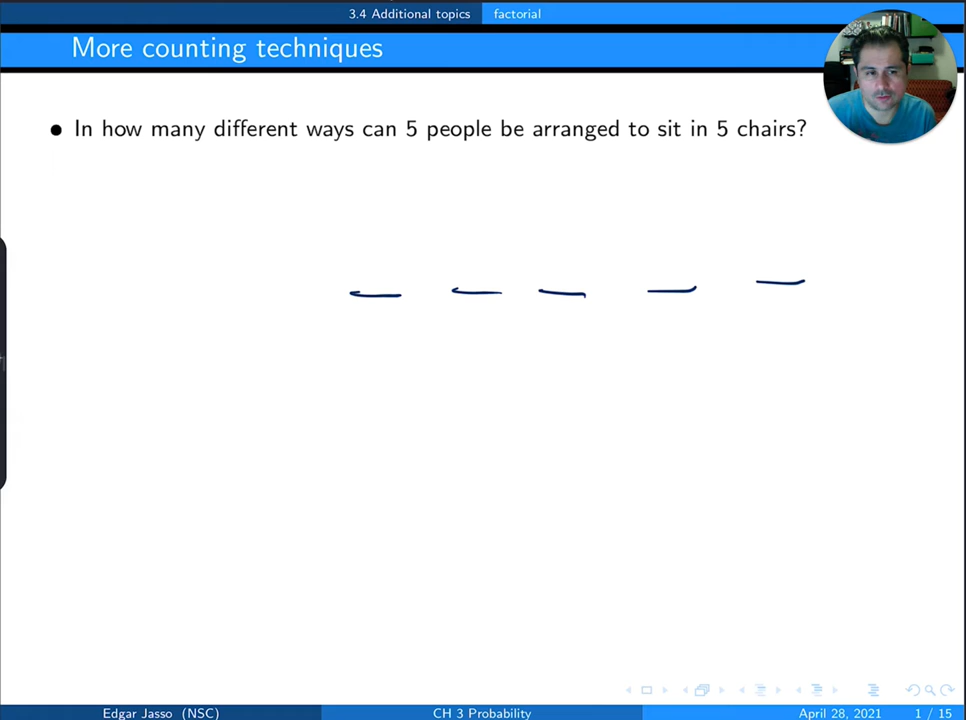 3.4 Additional topics factorial
More counting techniques
• In how many different ways can 5 people be arranged to sit in 5 chairs?
Edgar Jasso (NSC) CH 3 Probability April 28, 2021 1 / 15